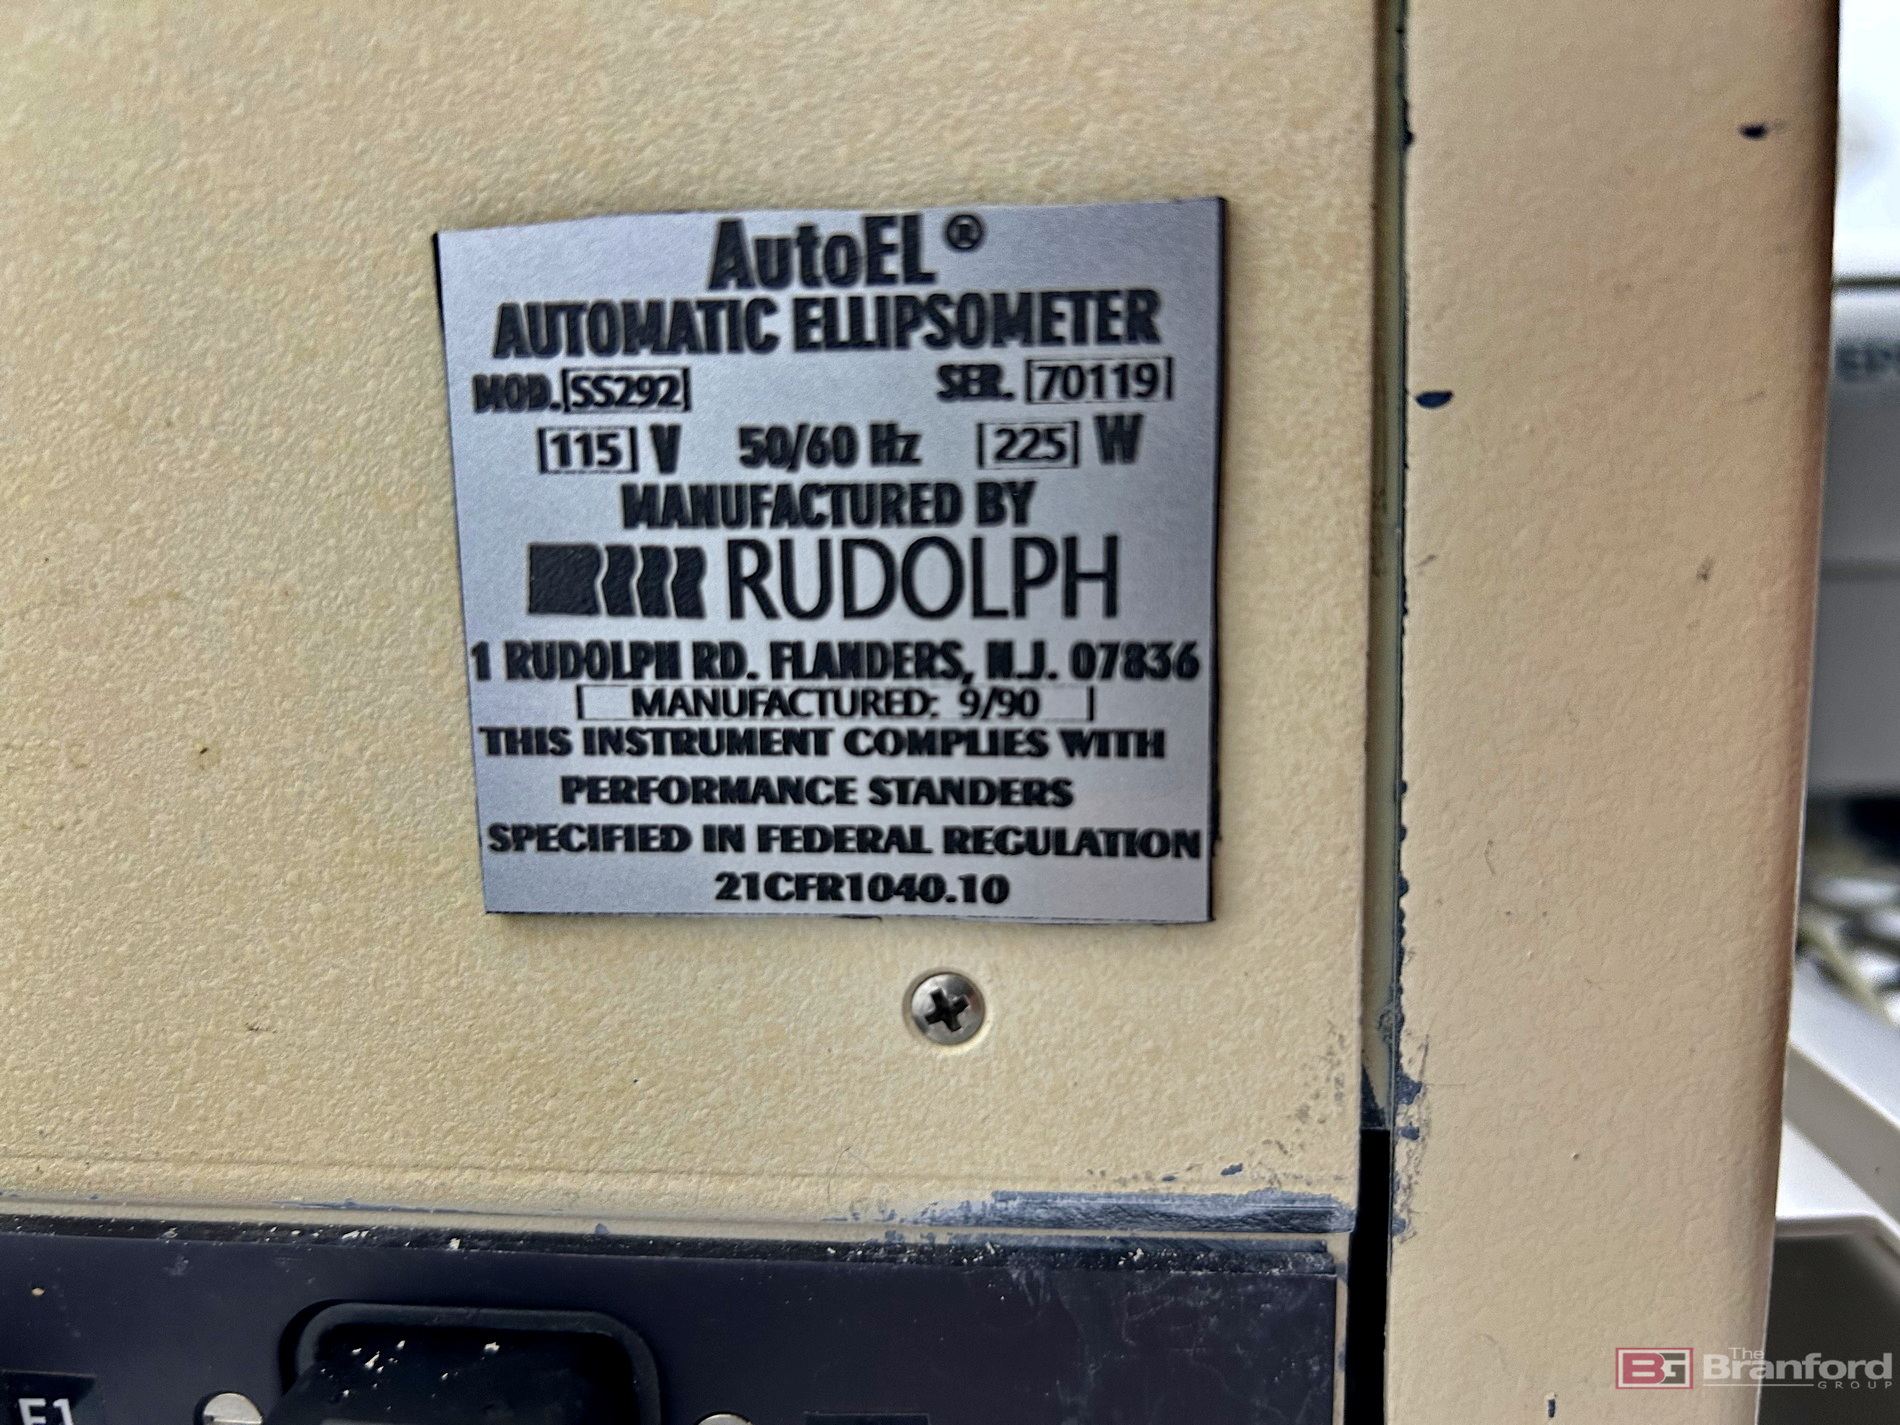 AutoEL®
AUTOMATIC ELLIPSOMETER
MOD. SS292 SER. 70119
115 V 50/60 Hz 225 W
MANUFACTURED BY
RUDOLPH
1 RUDOLPH RD. FLANDERS, N.J. 07836
MANUFACTURED: 9/90
THIS INSTRUMENT COMPLIES WITH
PERFORMANCE STANDERS
SPECIFIED IN FEDERAL REGULATION
21CFR1040.10
F1
BG The Branford GROUP